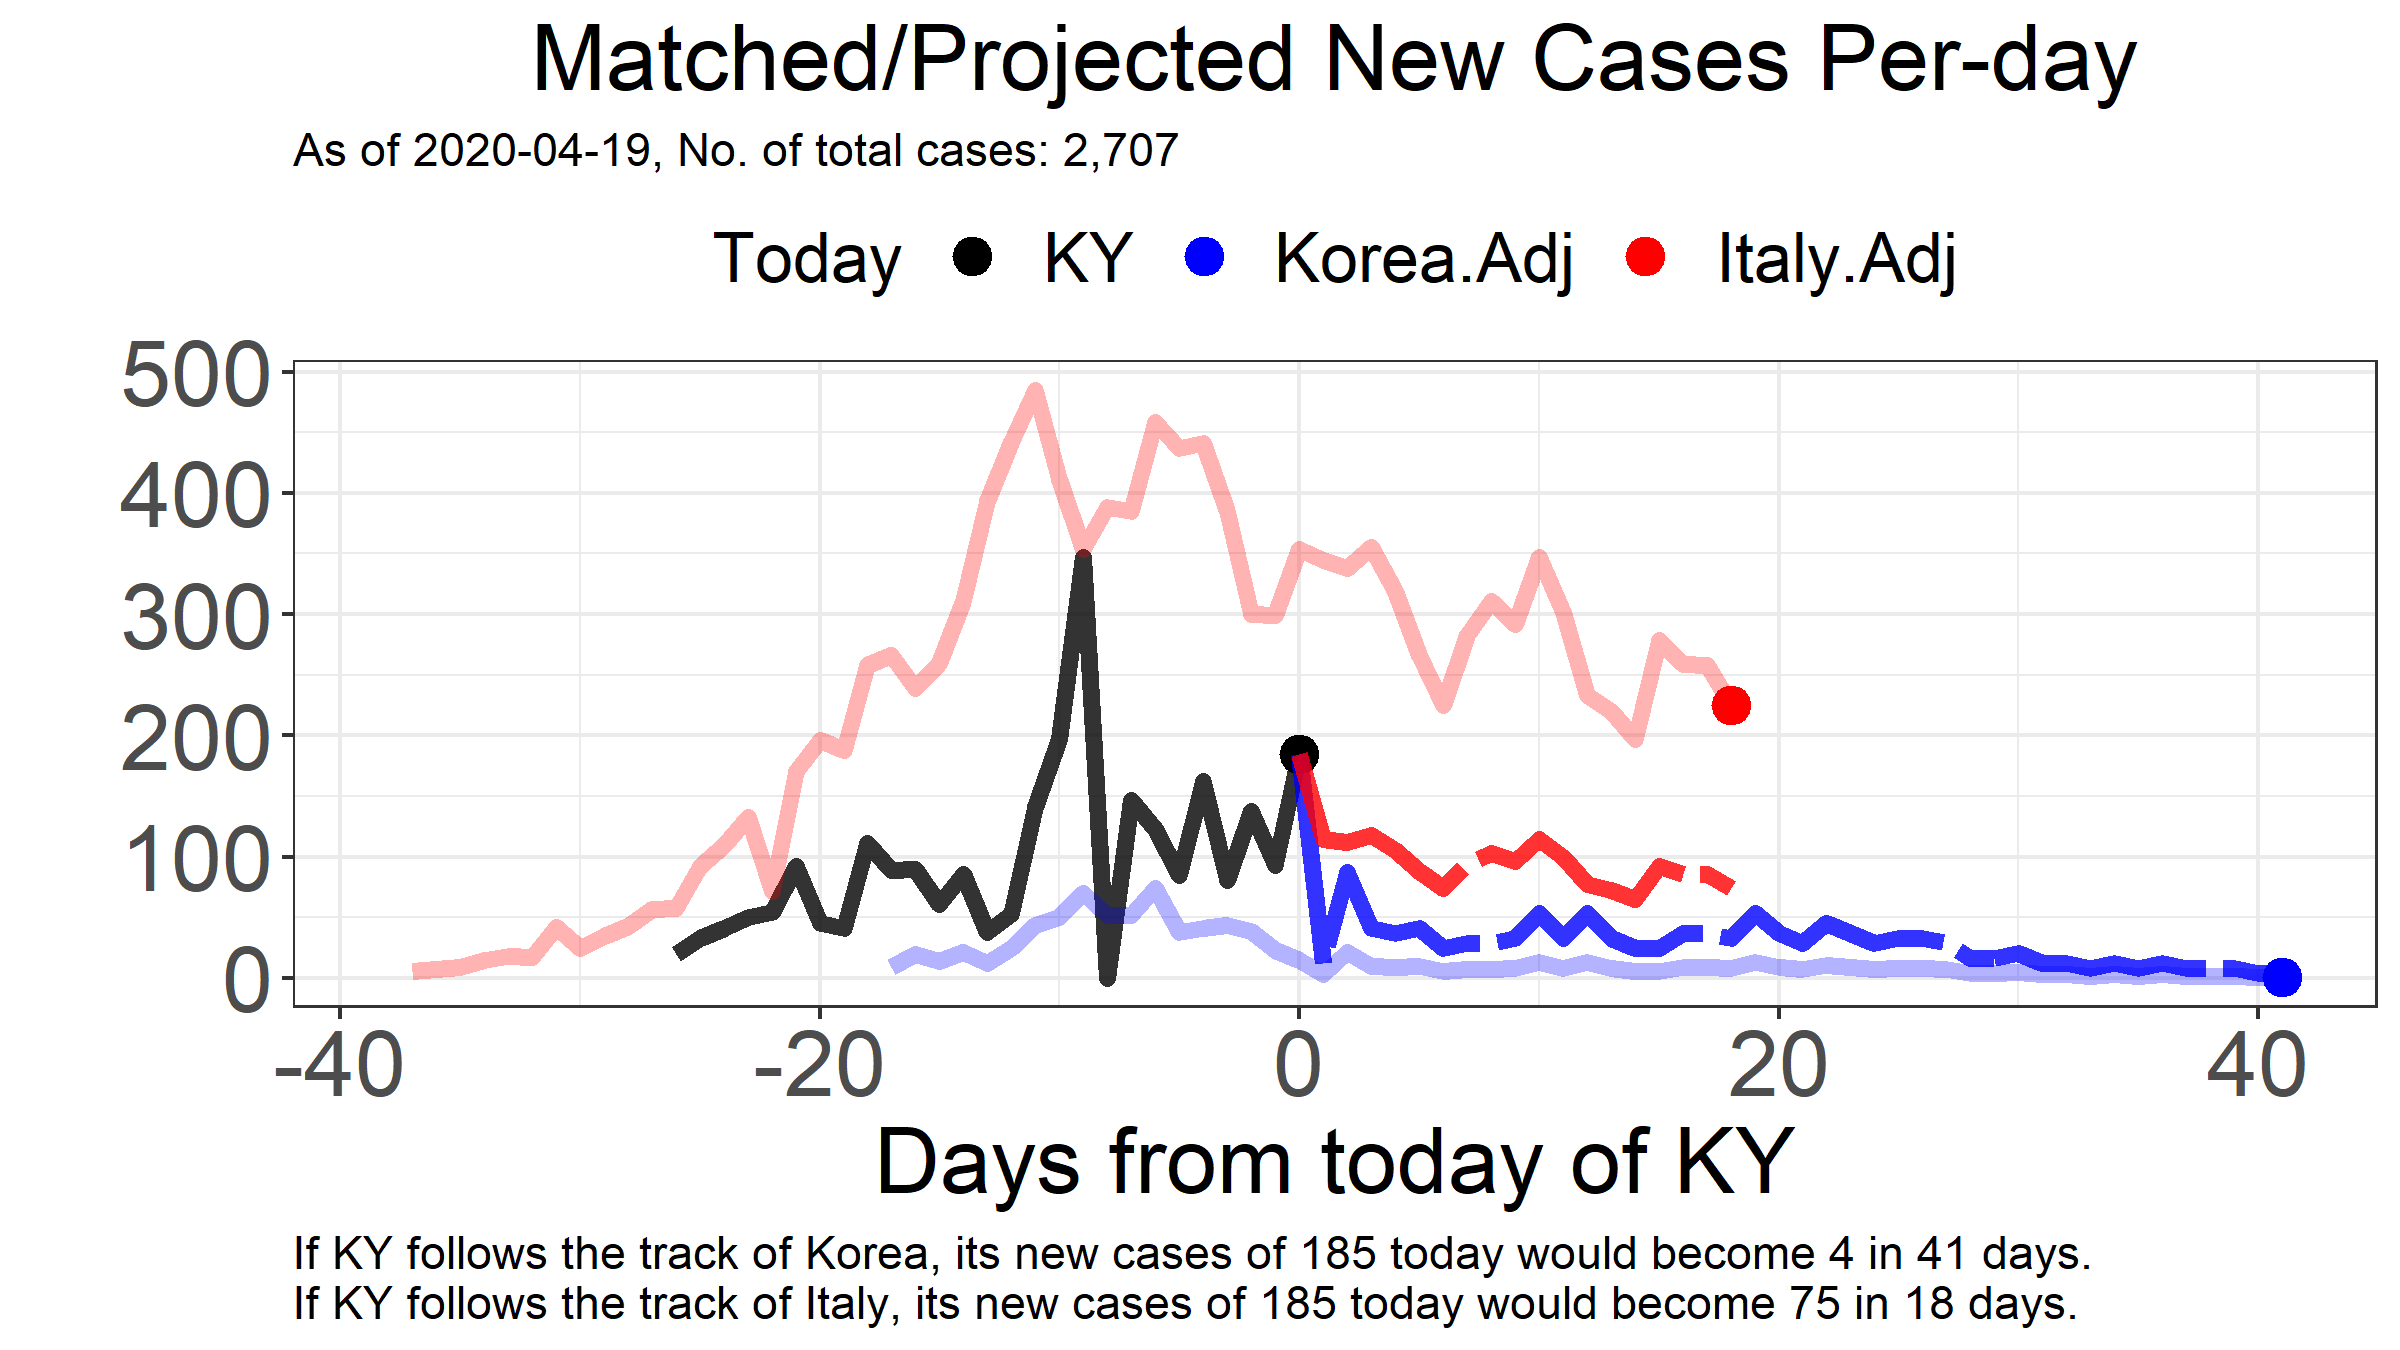 Matched/Projected New Cases Per-day
As of 2020-04-19, No. of total cases: 2,707
Today KY Korea.Adj Italy.Adj
500
400
300
200
100
0
-40 -20 0 20 40
Days from today of KY
If KY follows the track of Korea, its new cases of 185 today would become 4 in 41 days.
If KY follows the track of Italy, its new cases of 185 today would become 75 in 18 days.